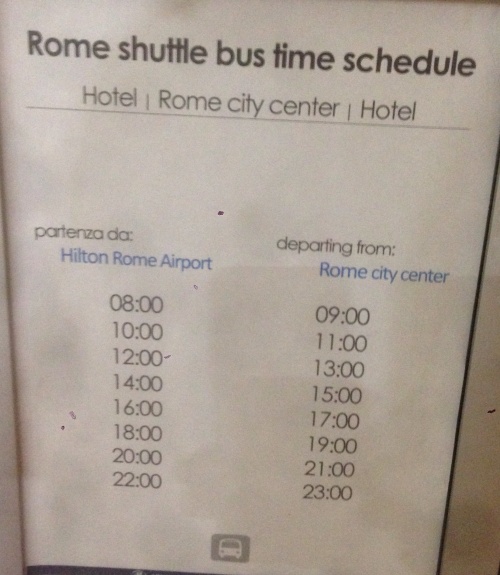 Rome shuttle bus time schedule
Hotel | Rome city center | Hotel
partenza da:
Hilton Rome Airport
08:00
10:00
12:00
14:00
16:00
18:00
20:00
22:00
departing from:
Rome city center
09:00
11:00
13:00
15:00
17:00
19:00
21:00
23:00